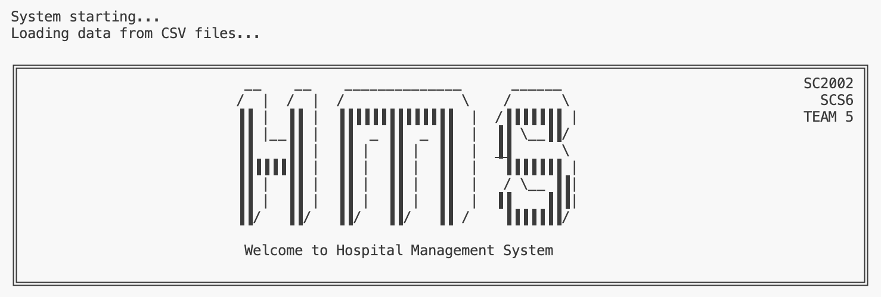 System starting...
Loading data from CSV files...
SC2002
SCS6
TEAM 5
HMS
Welcome to Hospital Management System